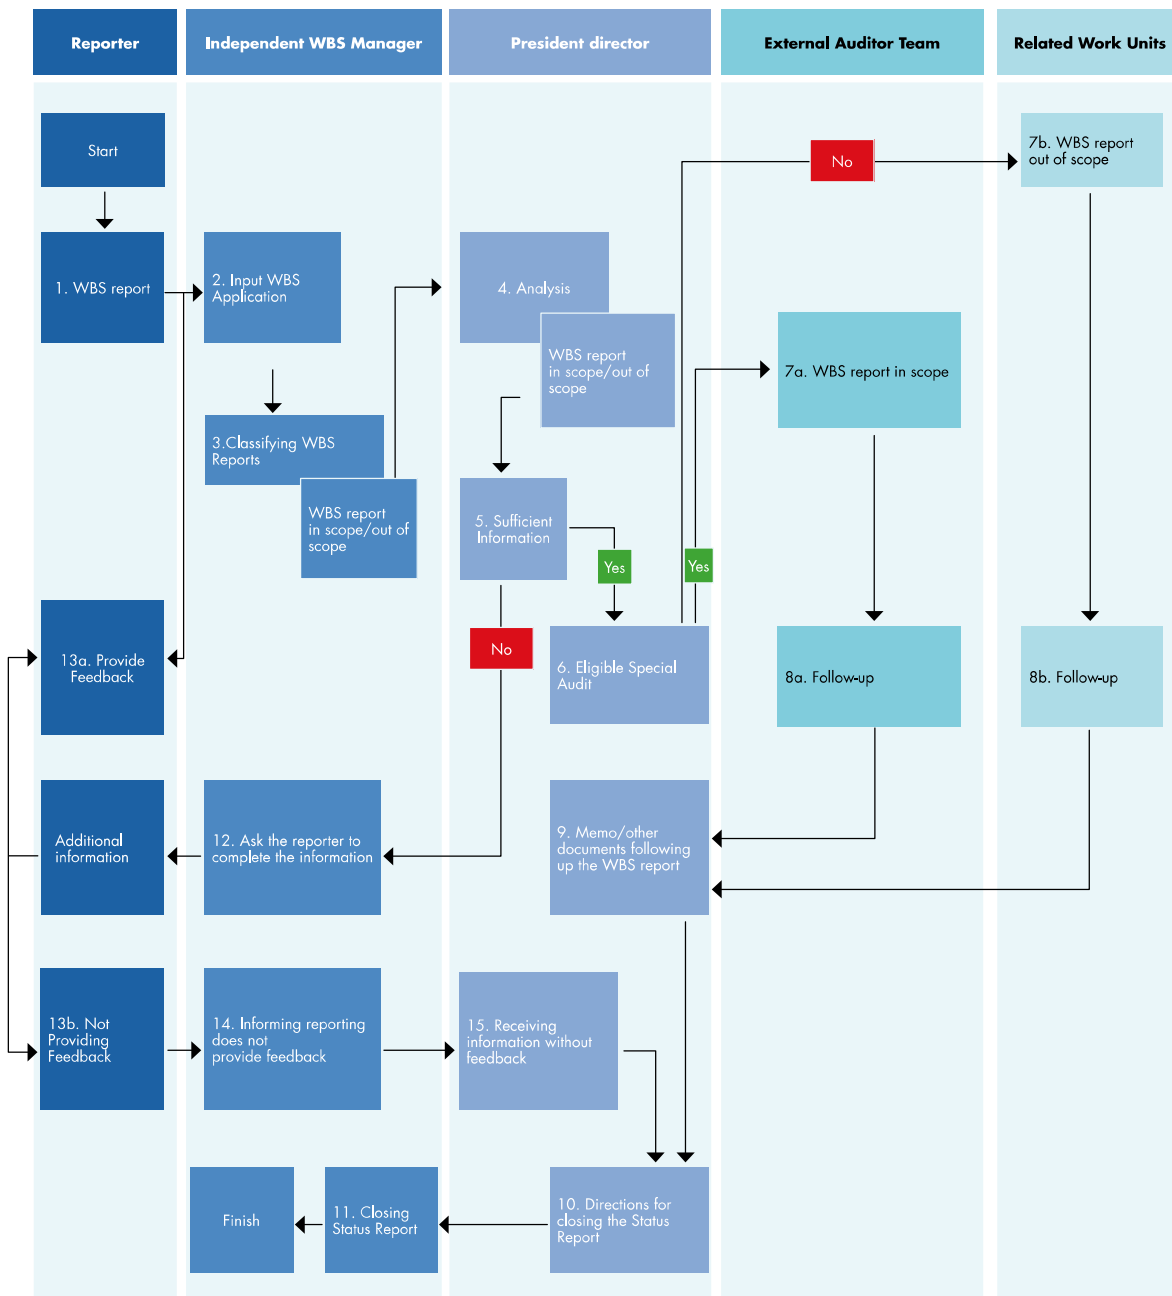 Reporter
Independent WBS Manager
President director
External Auditor Team
Related Work Units
Start
No
7b. WBS report
out of scope
1. WBS report
2. Input WBS
Application
4. Analysis
WBS report
in scope/out of
scope
7a. WBS report in scope
3.Classifying WBS
Reports
WBS report
in scope/out of
scope
5. Sufficient
Information
Yes
Yes
No
13a. Provide
Feedback
6. Eligible Special
Audit
8a. Follow-up
8b. Follow-up
Additional
information
12. Ask the reporter to
complete the information
9. Memo/other
documents following
up the WBS report
13b. Not
Providing
Feedback
14. Informing reporting
does not
provide feedback
15. Receiving
information without
feedback
Finish
11. Closing
Status Report
10. Directions for
closing the Status
Report